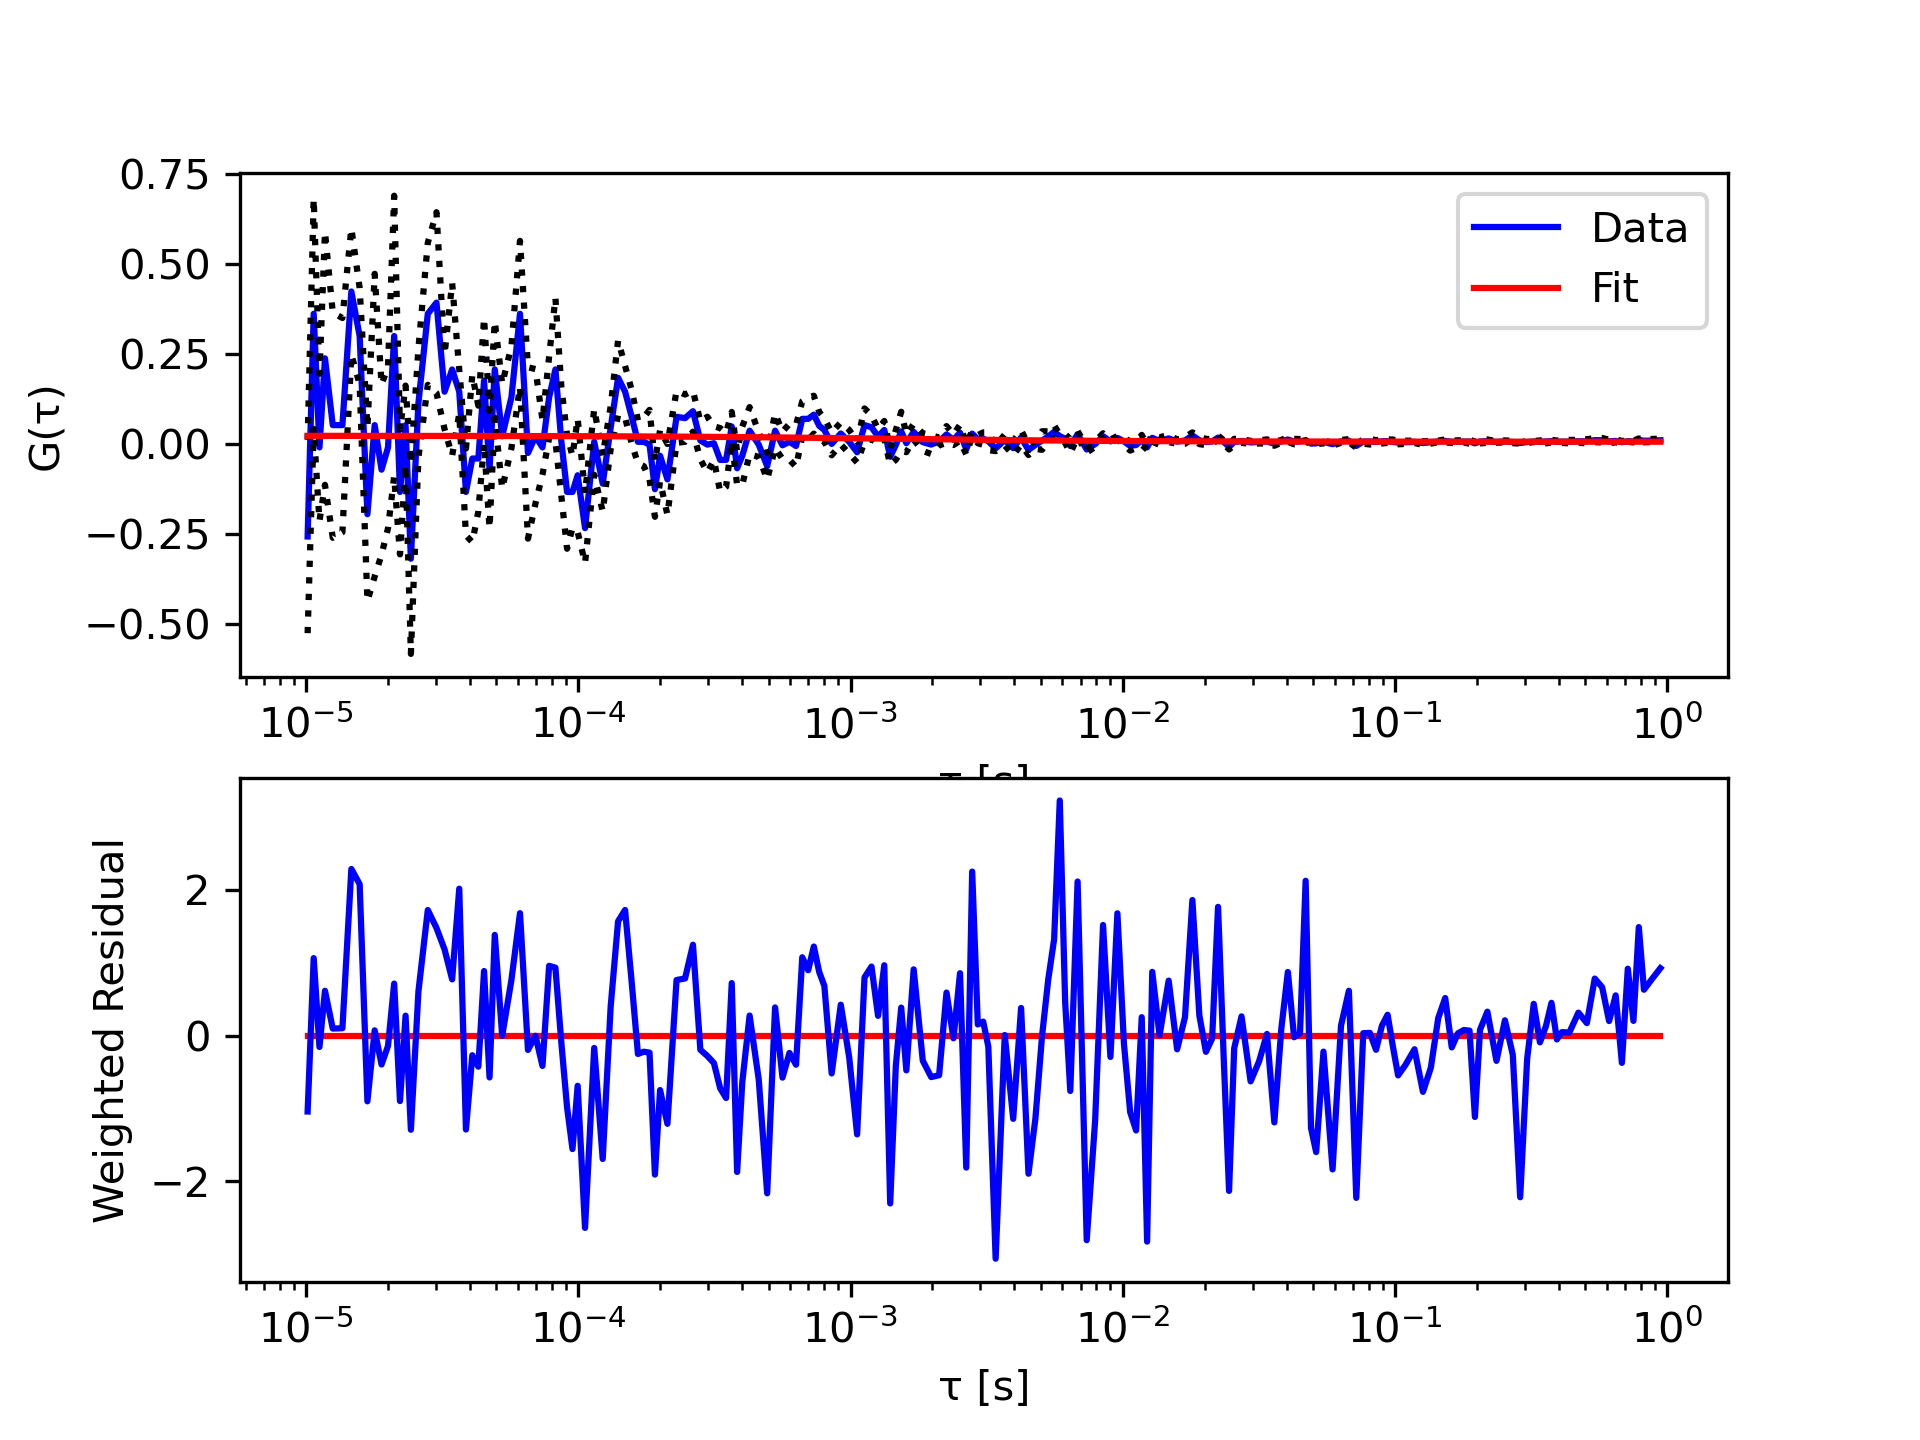 0.75
0.50
0.25
0.00
−0.25
−0.50
G(τ)
Data
Fit
10⁻⁵ 10⁻⁴ 10⁻³ 10⁻² 10⁻¹ 10⁰
τ [s]
2
0
−2
Weighted Residual
10⁻⁵ 10⁻⁴ 10⁻³ 10⁻² 10⁻¹ 10⁰
τ [s]